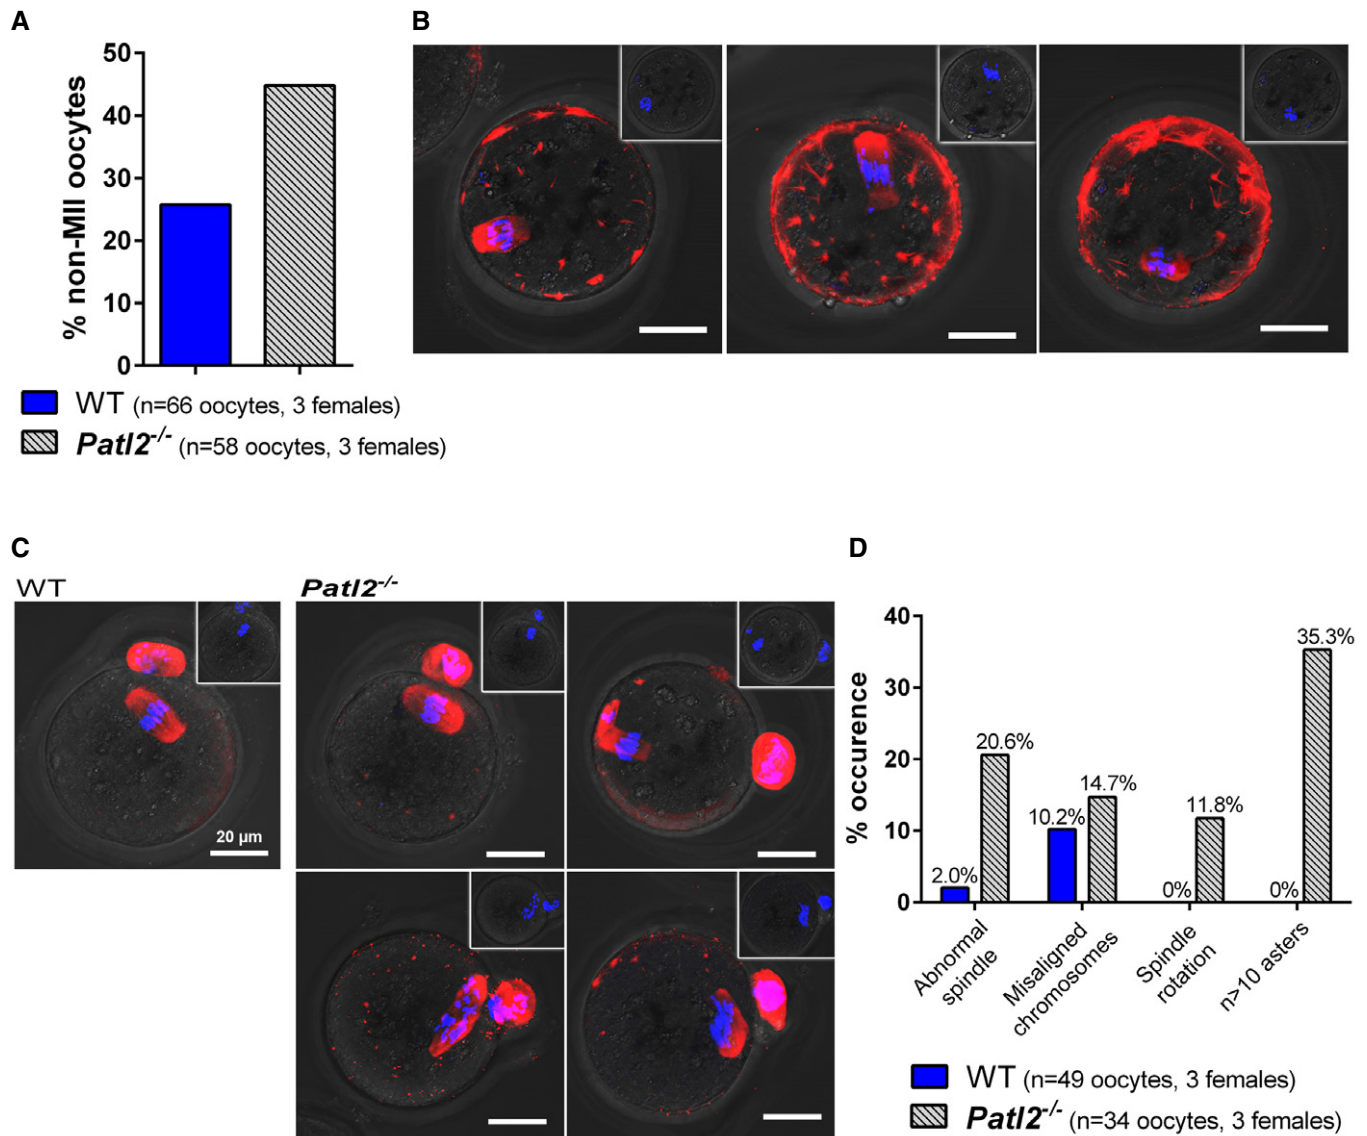 A
B
% non-MII oocytes
50
40
30
20
10
0
WT (n=66 oocytes, 3 females)
Patl2-/- (n=58 oocytes, 3 females)
C
D
WT
Patl2-/-
20 µm
% occurence
40
30
20
10
0
2.0%
20.6%
10.2%
14.7%
0%
11.8%
0%
35.3%
Abnormal
spindle
Misaligned
chromosomes
Spindle
rotation
n>10 asters
WT (n=49 oocytes, 3 females)
Patl2-/- (n=34 oocytes, 3 females)